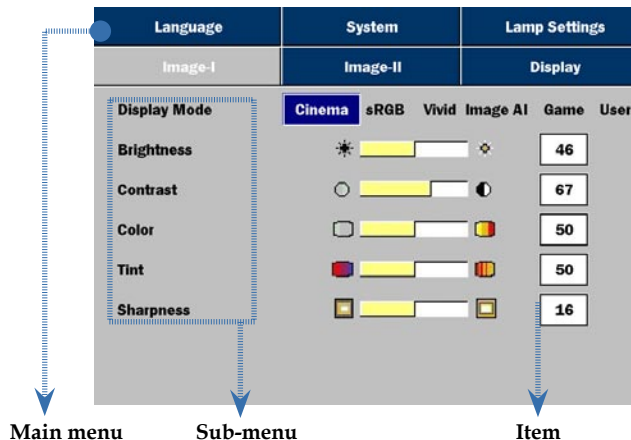 Language System Lamp Settings
Image-I Image-II Display
Display Mode Cinema sRGB Vivid Image AI Game User
Brightness 46
Contrast 67
Color 50
Tint 50
Sharpness 16
Main menu Sub-menu Item